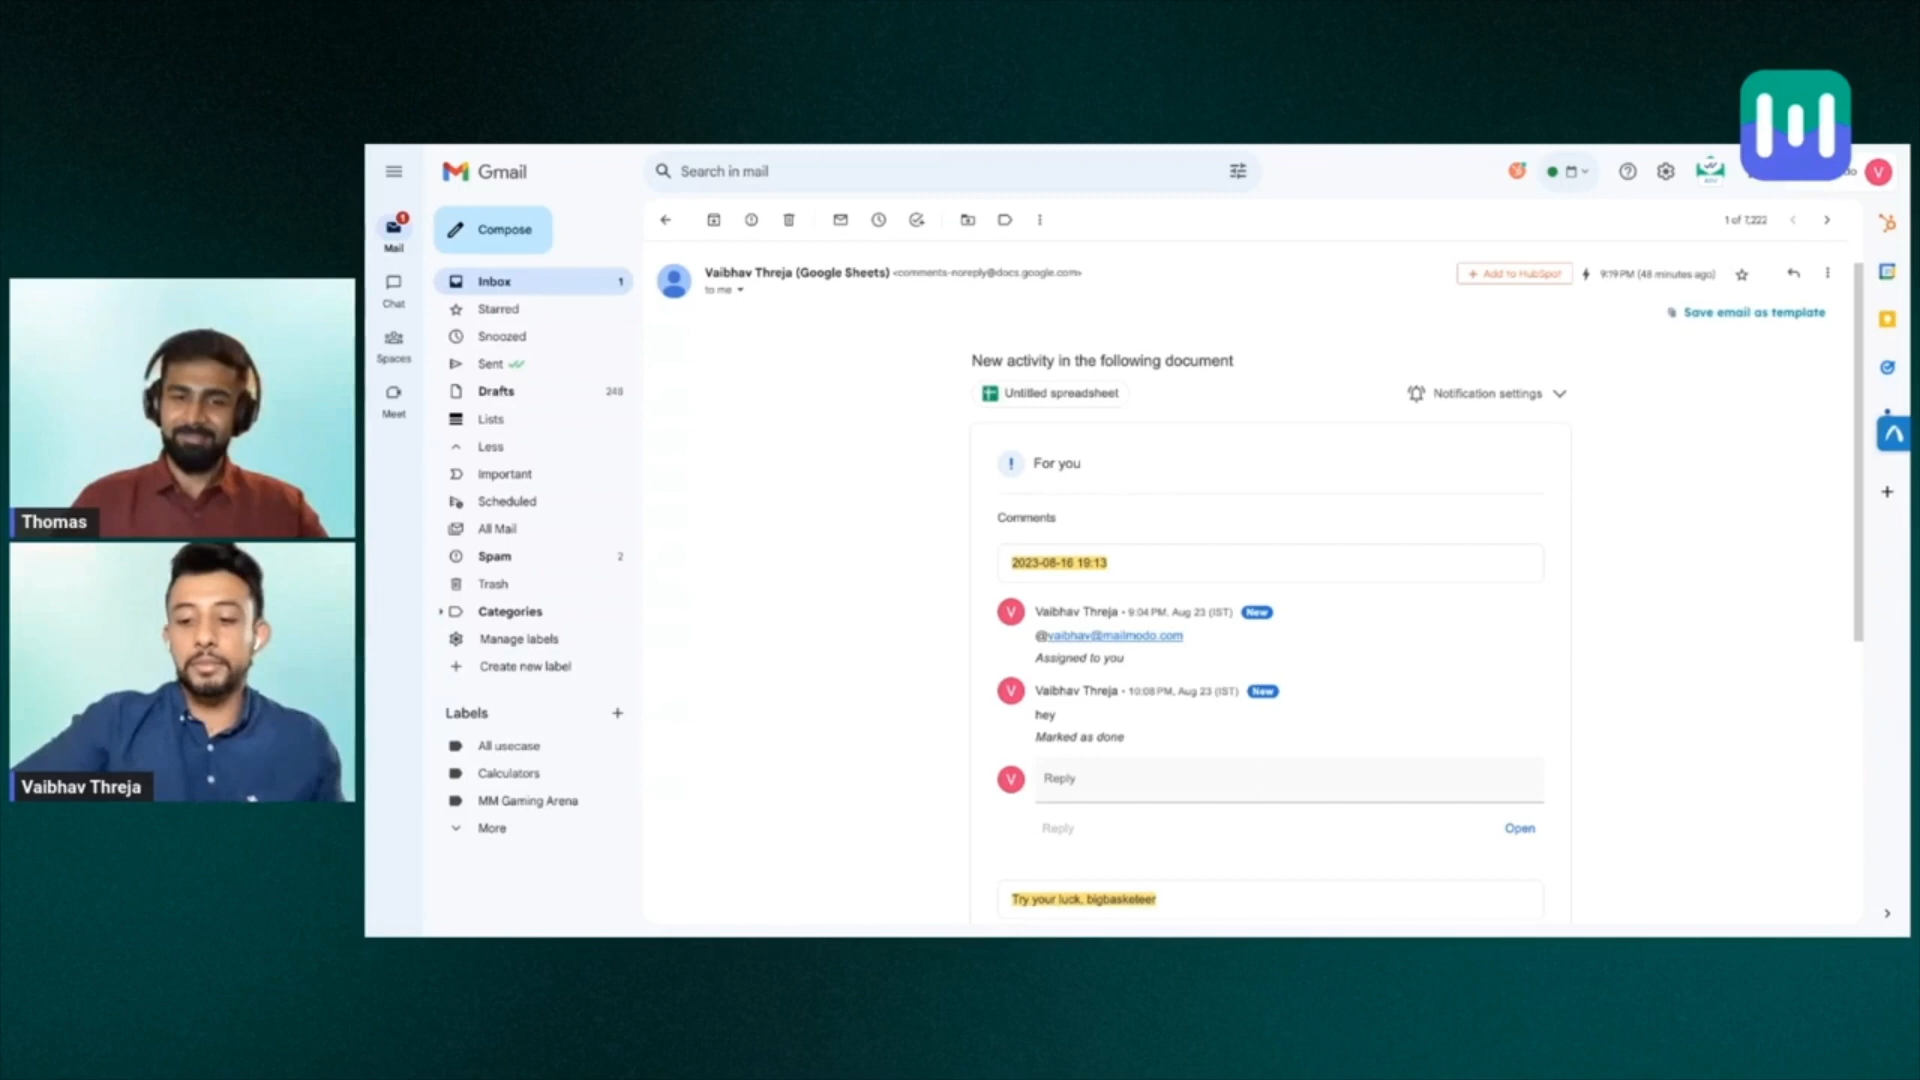 Gmail
Search in mail
Compose
1
Mail
Chat
Spaces
Meet
Inbox 1
Starred
Snoozed
Sent
Drafts 248
Lists
Less
Important
Scheduled
All Mail
Spam 2
Trash
Categories
Manage labels
Create new label
Labels
All usecase
Calculators
MM Gaming Arena
More
1 of 7,222
V
Vaibhav Threja (Google Sheets) <comments-noreply@docs.google.com>
to me
Add to HubSpot
9:19 PM (48 minutes ago)
Save email as template
New activity in the following document
Untitled spreadsheet
Notification settings
! For you
Comments
2023-08-16 19:13
V Vaibhav Threja • 9:04 PM, Aug 23 (IST) New
@vaibhav@mailmodo.com
Assigned to you
V Vaibhav Threja • 10:08 PM, Aug 23 (IST) New
hey
Marked as done
V Reply
Reply Open
Try your luck, bigbasketeer
Thomas
Vaibhav Threja